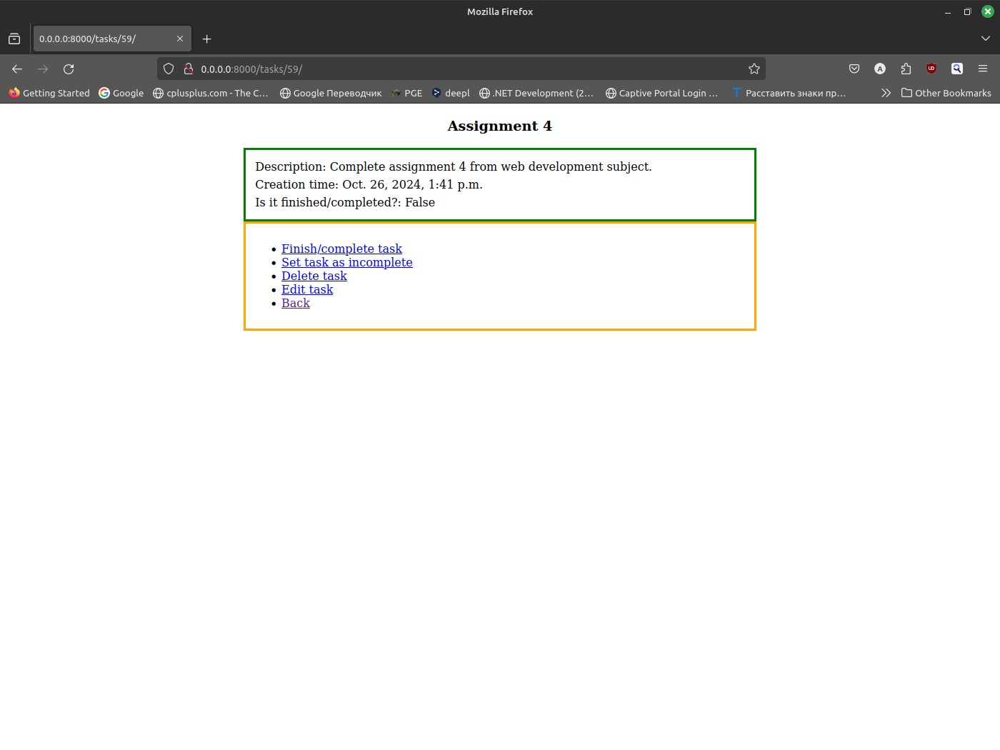 Mozilla Firefox
0.0.0.0:8000/tasks/59/
0.0.0.0:8000/tasks/59/
Getting Started Google cplusplus.com - The C... Google Переводчик PGE deepl .NET Development (2... Captive Portal Login ... Расставить знаки пр... Other Bookmarks
Assignment 4
Description: Complete assignment 4 from web development subject.
Creation time: Oct. 26, 2024, 1:41 p.m.
Is it finished/completed?: False
Finish/complete task
Set task as incomplete
Delete task
Edit task
Back